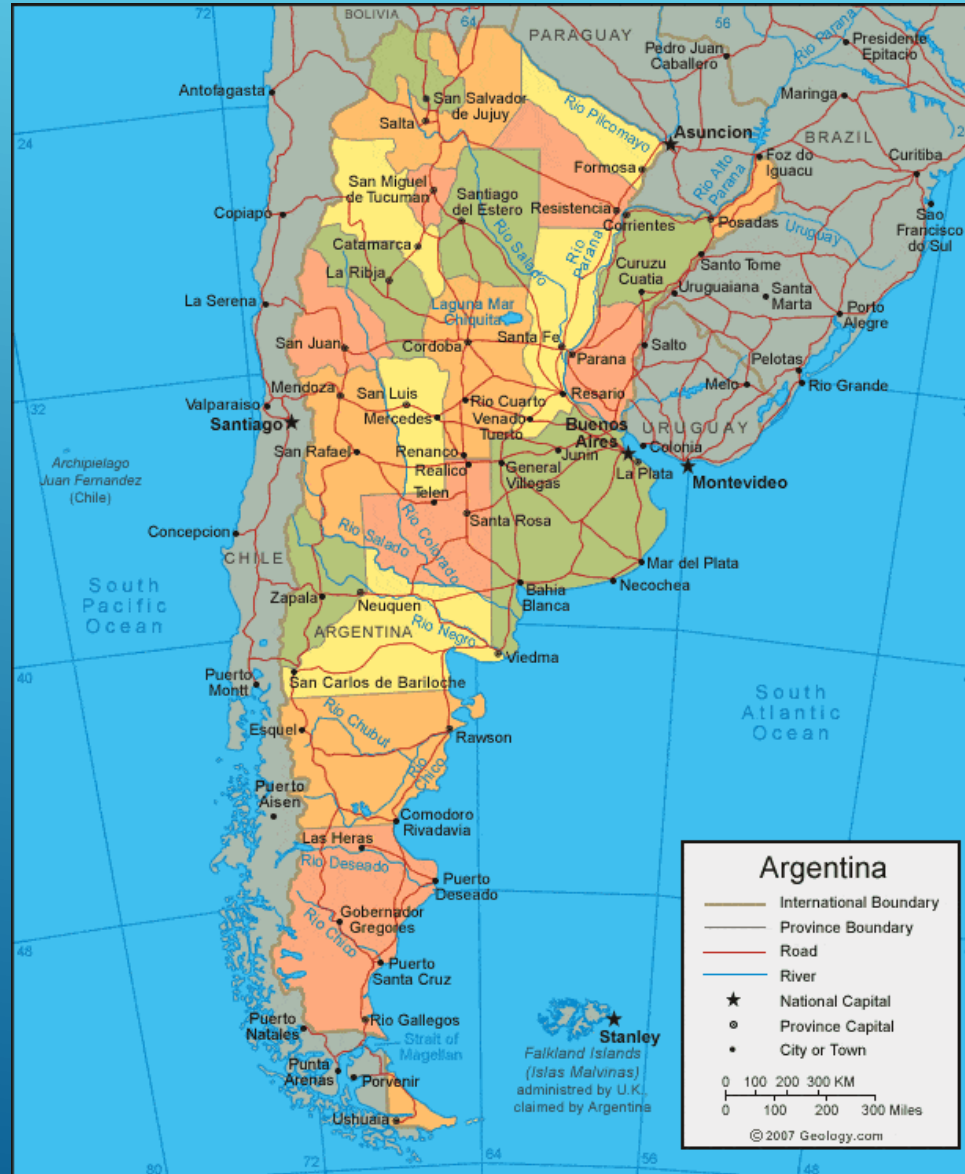 72
BOLIVIA
64
56
PARAGUAY
Pedro Juan
Caballero
Rio Parana
Presidente
Epitacio
Antofagasta
San Salvador
de Jujuy
Maringa
Salta
Rio Pilcomayo
Asuncion
BRAZIL
24
Formosa
Foz do
Iguacu
Curitiba
San Miguel
de Tucuman
Santiago
del Estero
Rio Alto
Parana
Copiapo
Resistencia
Corrientes
Posadas
Sao
Francisco
do Sul
Rio Salado
Rio
Parana
Uruguay
Catamarca
Curuzu
Cuatia
Santo Tome
La Ribja
Uruguaiana
Santa
Marta
La Serena
Laguna Mar
Chiquita
Porto
Alegre
San Juan
Cordoba
Santa Fe
Parana
Salto
Pelotas
Mendoza
San Luis
Rio Cuarto
Resario
Melo
Rio Grande
32
Valparaiso
Santiago
Mercedes
Venado
Tuerto
Buenos
Aires
URUGUAY
Colonia
San Rafael
Renanco
Realico
General
Villegas
Junin
La Plata
Montevideo
Archipielago
Juan Fernandez
(Chile)
Telen
Santa Rosa
Concepcion
CHILE
Rio Salado
Rio Colorado
Mar del Plata
Necochea
Bahia
Blanca
South
Pacific
Ocean
Zapala
Neuquen
ARGENTINA
Rio Negro
Viedma
40
Puerto
Montt
San Carlos de Bariloche
South
Atlantic
Ocean
Esquel
Rio Chubut
Rawson
Rio
Chico
Puerto
Aisen
Comodoro
Rivadavia
Las Heras
Rio Deseado
Puerto
Deseado
Gobernador
Gregores
Rio Chico
48
Puerto
Santa Cruz
Puerto
Natales
Rio Gallegos
Strait of
Magellan
Stanley
Falkland Islands
(Islas Malvinas)
administred by U.K.,
claimed by Argentina
Punta
Arenas
Porvenir
Ushuaia
80
72
64
56
Argentina
International Boundary
Province Boundary
Road
River
National Capital
Province Capital
City or Town
0 100 200 300 KM
0 100 200 300 Miles
© 2007 Geology.com